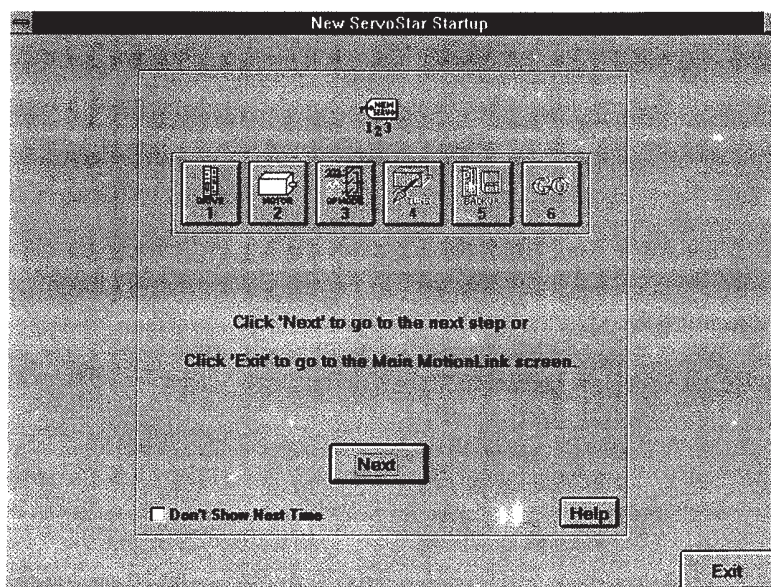 New ServoStar Startup
NEW
123
DRIVE
1
MOTOR
2
OPMODE
3
4
BACKUP
5
GO
6
Click 'Next' to go to the next step or
Click 'Exit' to go to the Main MotionLink screen.
Next
Don't Show Next Time
Help
Exit